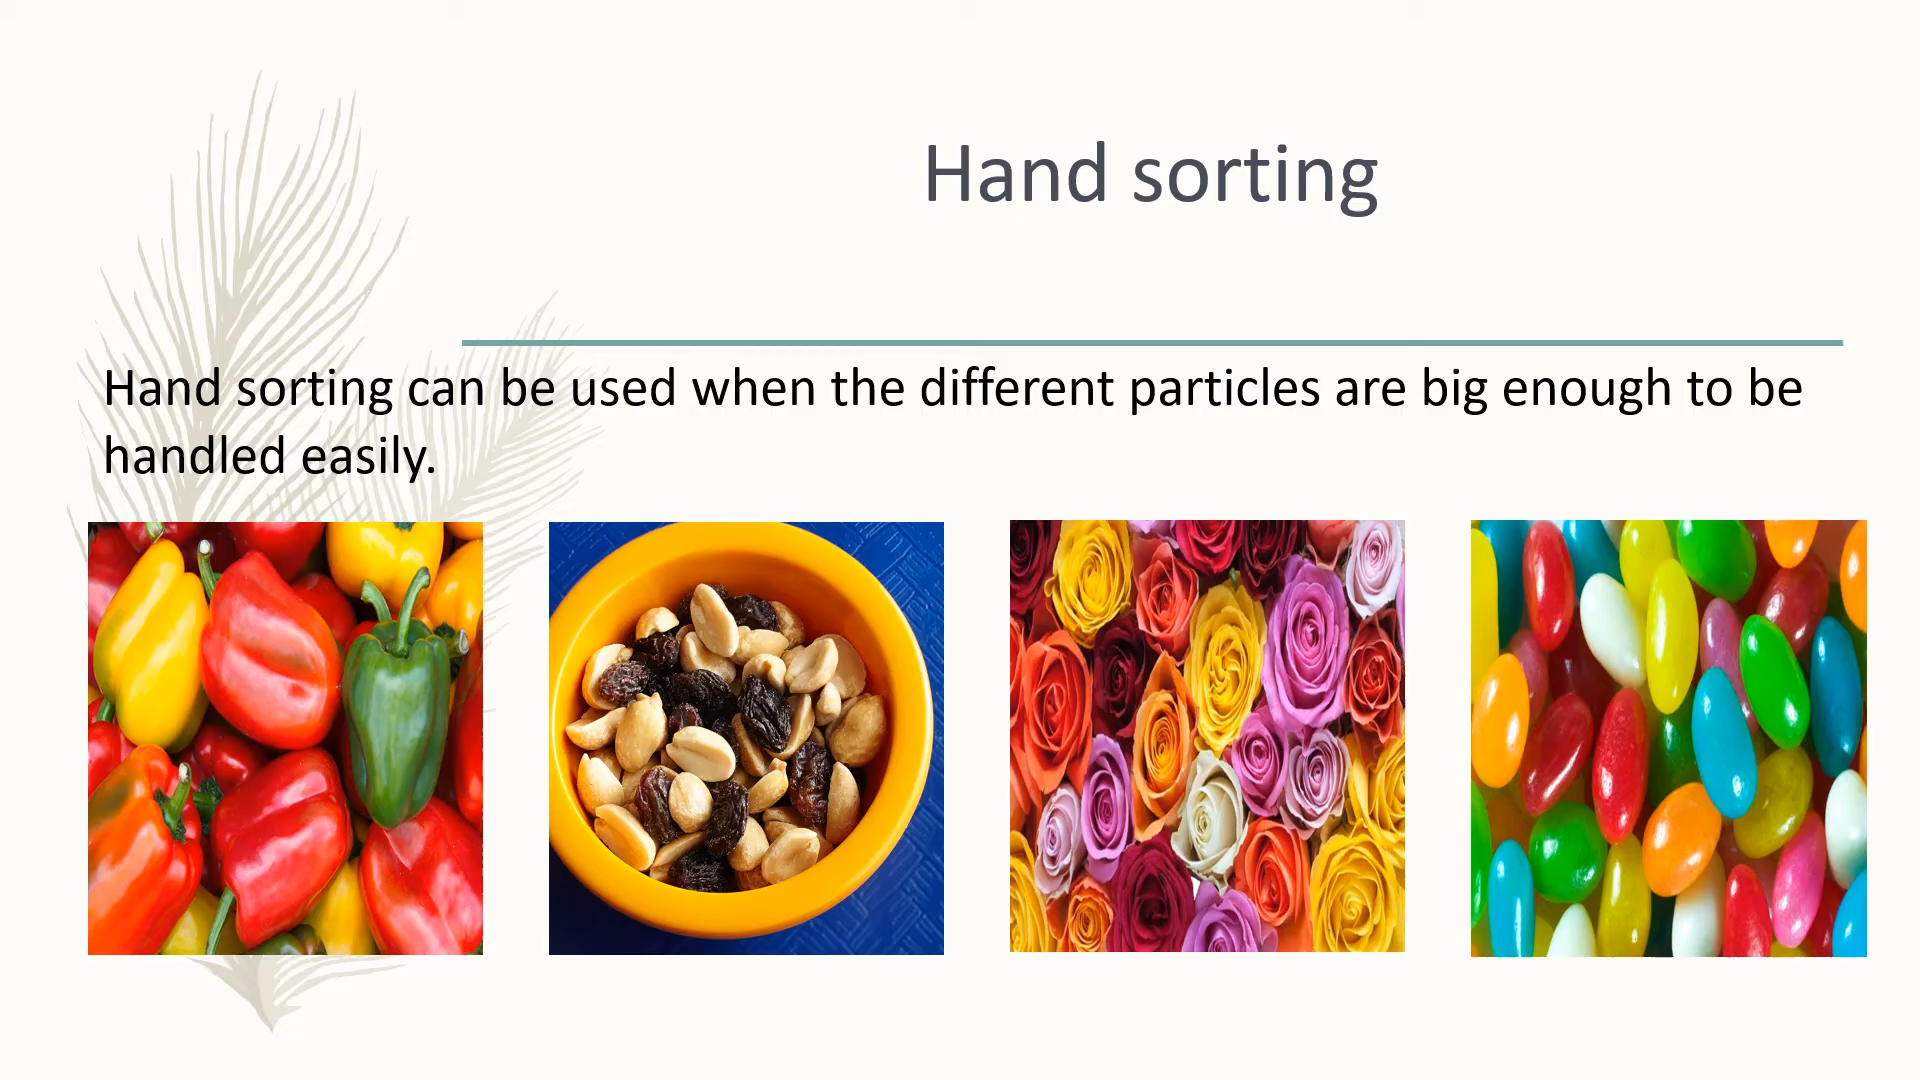 Hand sorting
Hand sorting can be used when the different particles are big enough to be
handled easily.